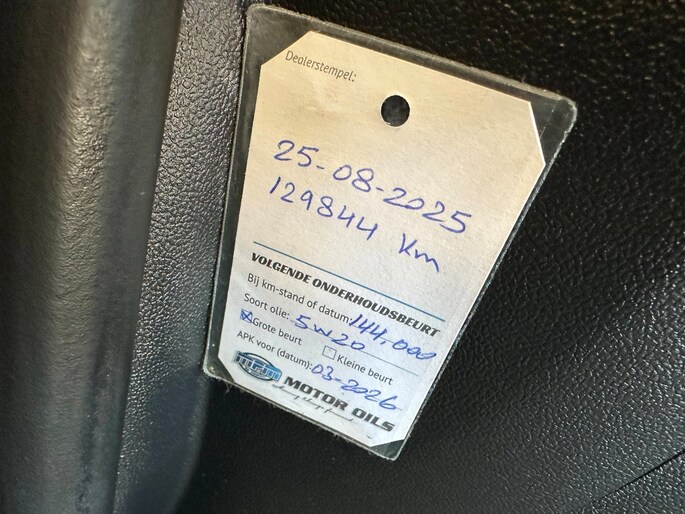 Dealerstempel:
25-08-2025
129844 km
VOLGENDE ONDERHOUDSBEURT
Bij km-stand of datum: 144.000
Soort olie: 5W20
Grote beurt Kleine beurt
APK voor (datum): 03-2026
MOTOR OILS